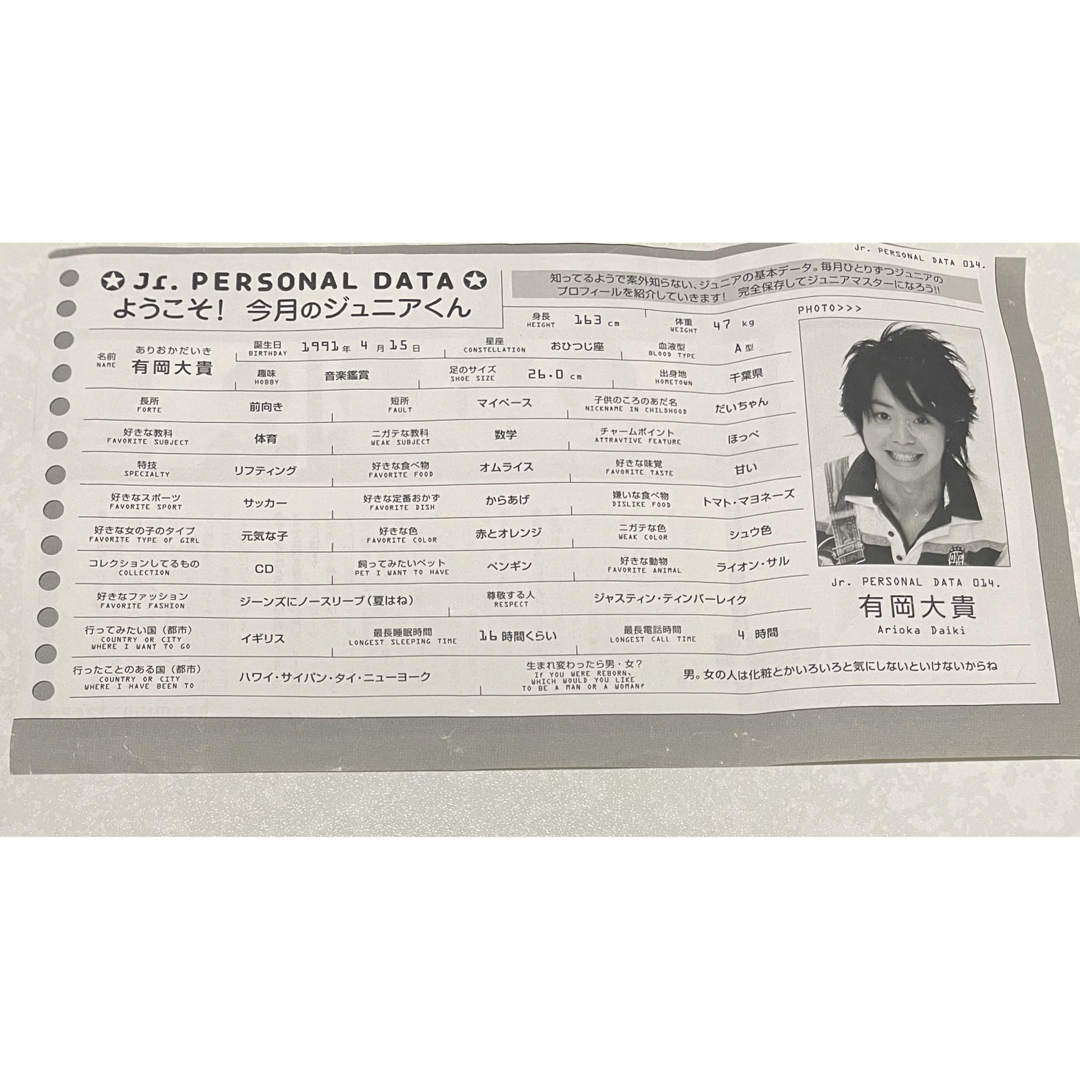 Jr. PERSONAL DATA 014.
✪Jr. PERSONAL DATA✪
ようこそ! 今月のジュニアくん
知ってるようで案外知らない、ジュニアの基本データ。毎月ひとりずつジュニアの
プロフィールを紹介していきます! 完全保存してジュニアマスターになろう!!
名前
NAME
ありおかだいき
有岡大貴
誕生日
BIRTHDAY
1991年 4月15日
星座
CONSTELLATION
おひつじ座
身長
HEIGHT
163cm
体重
WEIGHT
47kg
血液型
BLOOD TYPE
A型
趣味
HOBBY
音楽鑑賞
足のサイズ
SHOE SIZE
26.0cm
出身地
HOMETOWN
千葉県
長所
FORTE
前向き
短所
FAULT
マイペース
子供のころのあだ名
NICKNAME IN CHILDHOOD
だいちゃん
好きな教科
FAVORITE SUBJECT
体育
ニガテな教科
WEAK SUBJECT
数学
チャームポイント
ATTRAVTIVE FEATURE
ほっぺ
特技
SPECIALTY
リフティング
好きな食べ物
FAVORITE FOOD
オムライス
好きな味覚
FAVORITE TASTE
甘い
好きなスポーツ
FAVORITE SPORT
サッカー
好きな定番おかず
FAVORITE DISH
からあげ
嫌いな食べ物
DISLIKE FOOD
トマト・マヨネーズ
好きな女の子のタイプ
FAVORITE TYPE OF GIRL
元気な子
好きな色
FAVORITE COLOR
赤とオレンジ
ニガテな色
WEAK COLOR
シュウ色
コレクションしてるもの
COLLECTION
CD
飼ってみたいペット
PET I WANT TO HAVE
ペンギン
好きな動物
FAVORITE ANIMAL
ライオン・サル
好きなファッション
FAVORITE FASHION
ジーンズにノースリーブ(夏はね)
尊敬する人
RESPECT
ジャスティン・ティンバーレイク
行ってみたい国(都市)
COUNTRY OR CITY
WHERE I WANT TO GO
イギリス
最長睡眠時間
LONGEST SLEEPING TIME
16時間くらい
最長電話時間
LONGEST CALL TIME
4 時間
行ったことのある国(都市)
COUNTRY OR CITY
WHERE I HAVE BEEN TO
ハワイ・サイパン・タイ・ニューヨーク
生まれ変わったら男・女?
IF YOU WERE REBORN,
WHICH WOULD YOU LIKE
TO BE A MAN OR A WOMAN?
男。女の人は化粧とかいろいろと気にしないといけないからね
PHOTO>>>
Jr. PERSONAL DATA 014.
有岡大貴
Arioka Daiki